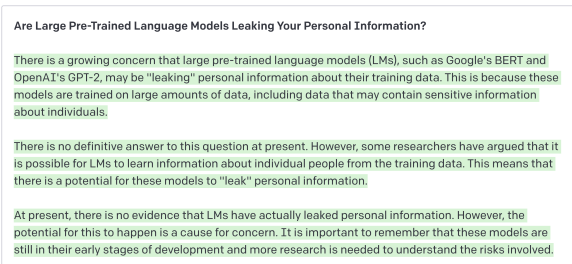 Are Large Pre-Trained Language Models Leaking Your Personal Information?
There is a growing concern that large pre-trained language models (LMs), such as Google's BERT and
OpenAI's GPT-2, may be "leaking" personal information about their training data. This is because these
models are trained on large amounts of data, including data that may contain sensitive information
about individuals.
There is no definitive answer to this question at present. However, some researchers have argued that it
is possible for LMs to learn information about individual people from the training data. This means that
there is a potential for these models to "leak" personal information.
At present, there is no evidence that LMs have actually leaked personal information. However, the
potential for this to happen is a cause for concern. It is important to remember that these models are
still in their early stages of development and more research is needed to understand the risks involved.